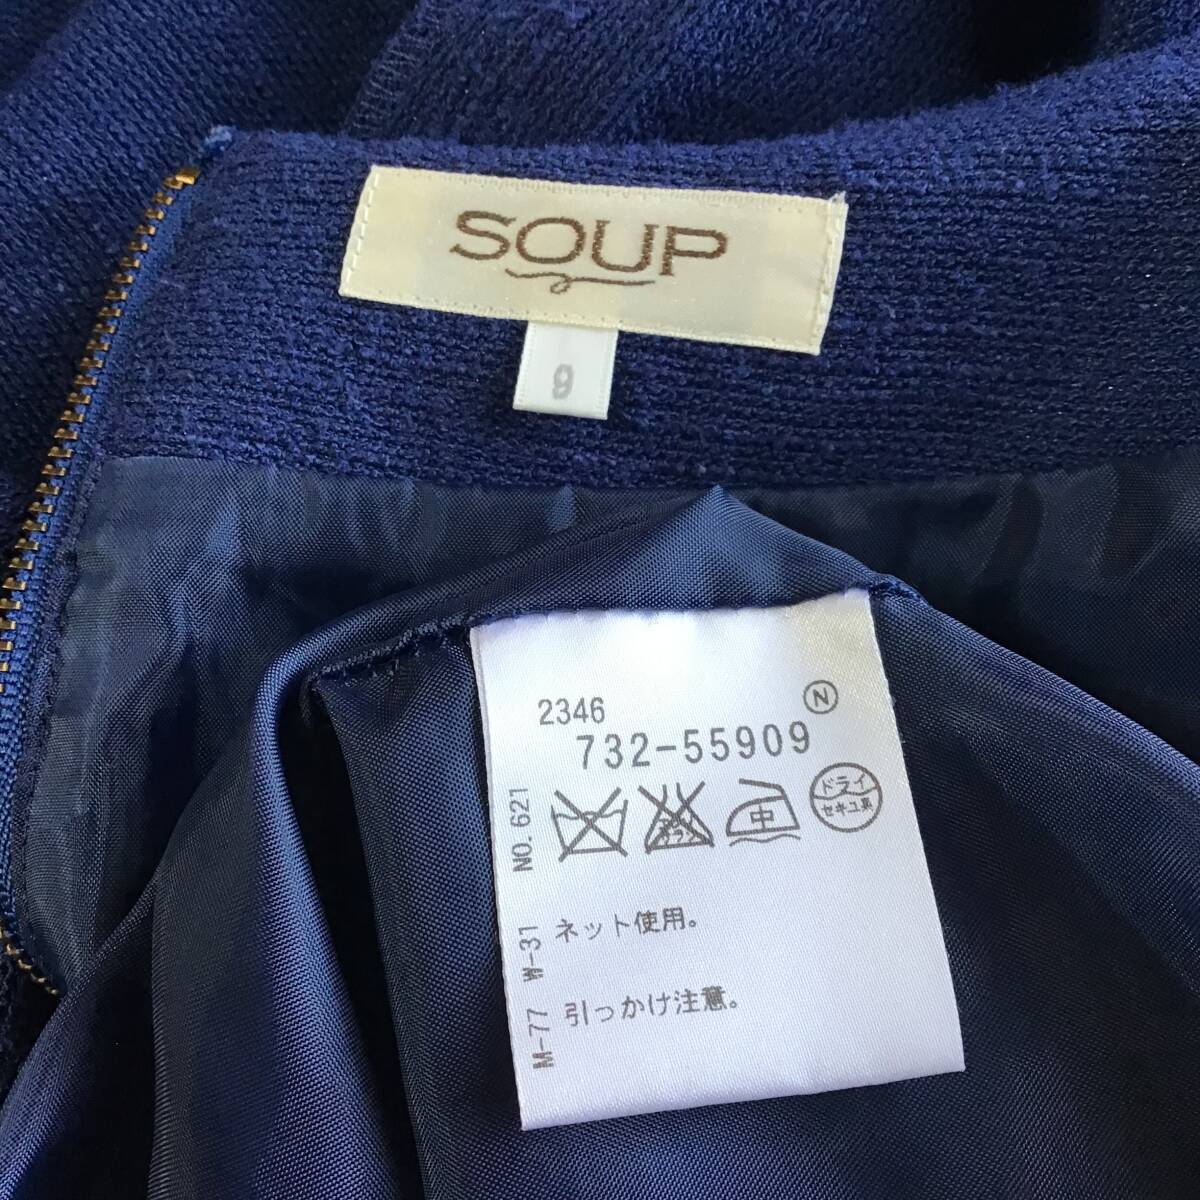 SOUP
9
N
2346
732-55909
中
ドライ
セキユ系
NO.621
W-31
M-77
ネット使用。
引っかけ注意。